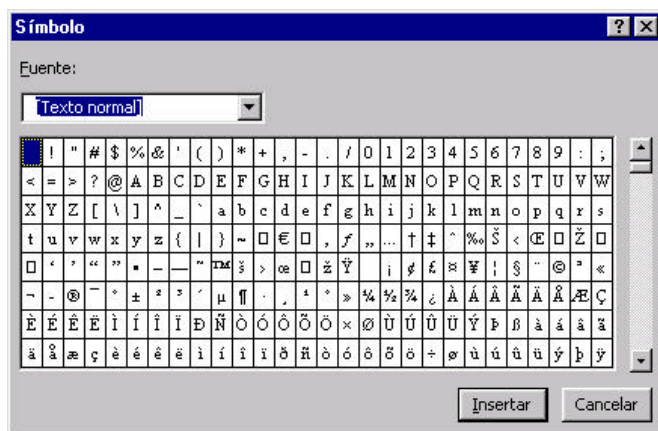 Símbolo
Fuente:
[Texto normal]
! " # $ % & ' ( ) * + , - . / 0 1 2 3 4 5 6 7 8 9 : ;
< = > ? @ A B C D E F G H I J K L M N O P Q R S T U V W
X Y Z [ \ ] ^ _ ` a b c d e f g h i j k l m n o p q r s
t u v w x y z { | } ~ □ € □ ‚ ƒ „ … † ‡ ˆ ‰ Š ‹ Œ □ Ž □
□ ‘ ’ “ ” • – — ˜ ™ š › œ □ ž Ÿ ¡ ¢ £ ¤ ¥ ¦ § ¨ © ª «
¬ - ® ¯ ° ± ² ³ ´ µ ¶ · ¸ ¹ º » ¼ ½ ¾ ¿ À Á Â Ã Ä Å Æ Ç
È É Ê Ë Ì Í Î Ï Ð Ñ Ò Ó Ô Õ Ö × Ø Ù Ú Û Ü Ý Þ ß à á â ã
ä å æ ç è é ê ë ì í î ï ð ñ ò ó ô õ ö ÷ ø ù ú û ü ý þ ÿ
Insertar Cancelar